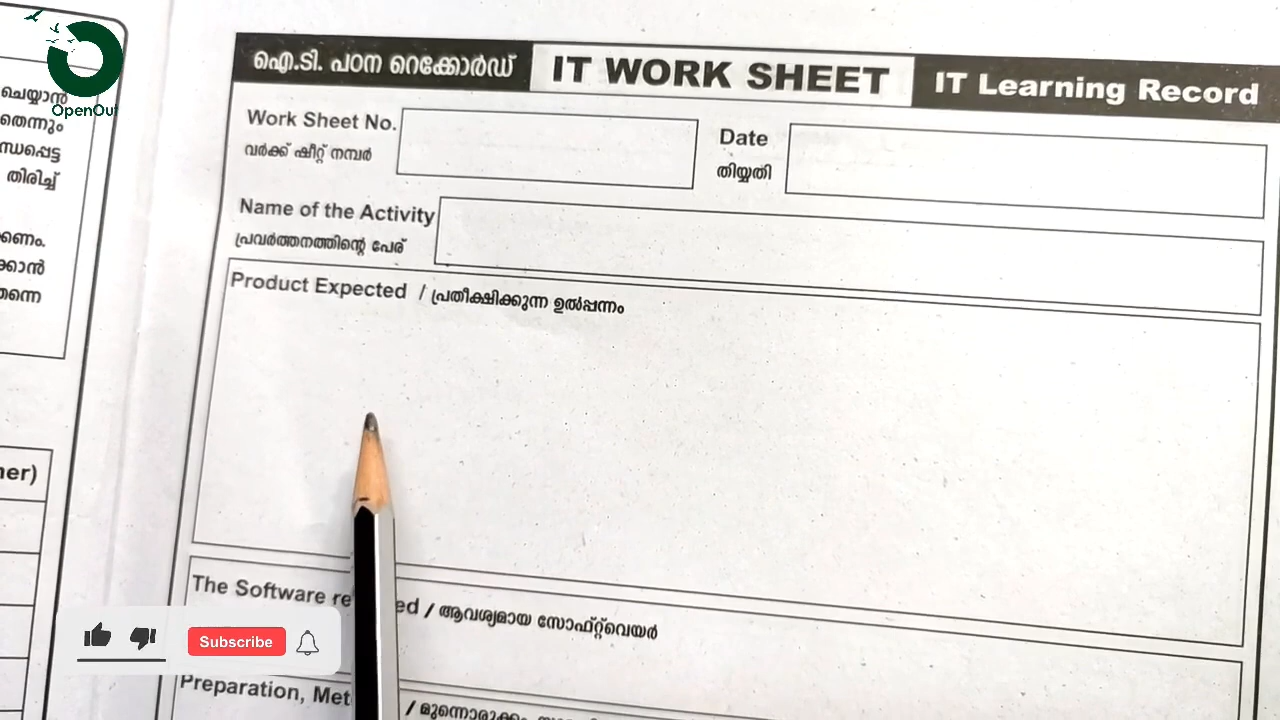 OpenOut
ചെയ്യാൻ
തെന്നും
ന്ധപ്പെട്ട
തിരിച്ച്
ക്കാൻ
തന്നെ
ഐ.ടി. പഠന റെക്കോർഡ് IT WORK SHEET IT Learning Record
Work Sheet No. Date
വർക്ക് ഷീറ്റ് നമ്പർ തിയ്യതി
Name of the Activity
പ്രവർത്തനത്തിന്റെ പേര്
Product Expected / പ്രതീക്ഷിക്കുന്ന ഉൽപ്പന്നം
The Software re ed / ആവശ്യമായ സോഫ്റ്റ്‌വെയർ
Subscribe
Preparation, Met / മുന്നൊരുക്കം